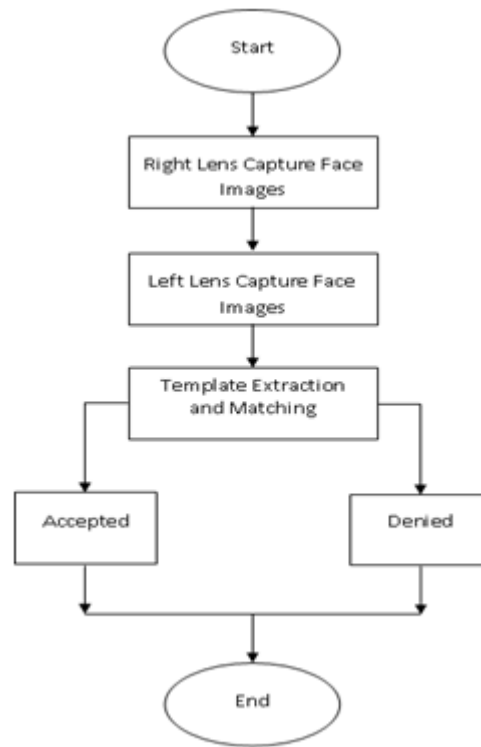 Start
Right Lens Capture Face
Images
Left Lens Capture Face
Images
Template Extraction
and Matching
Accepted
Denied
End